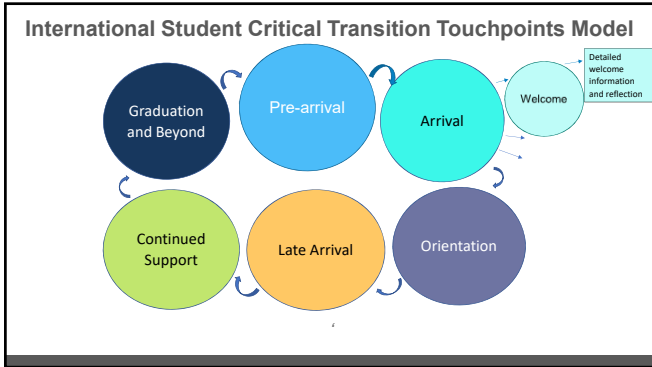 International Student Critical Transition Touchpoints Model
Graduation
and Beyond
Pre-arrival
Arrival
Welcome
Detailed
welcome
information
and reflection
Continued
Support
Late Arrival
Orientation